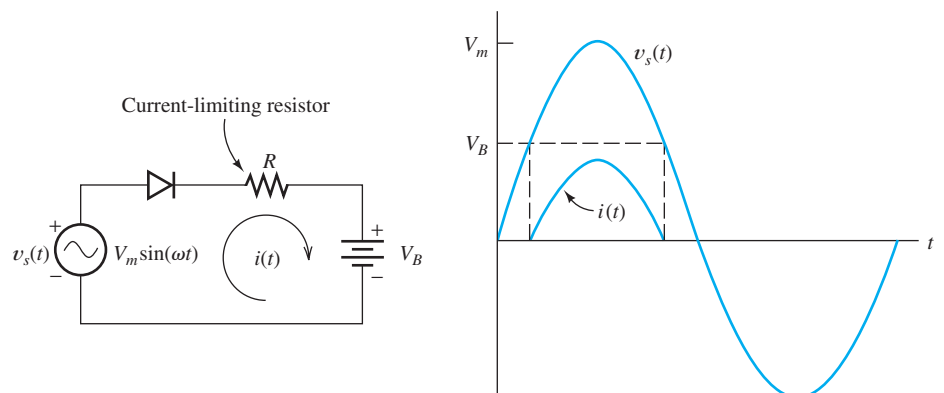 Current-limiting resistor
R
+
v_s(t)
−
V_m sin(ωt)
i(t)
+
V_B
−
V_m
v_s(t)
V_B
i(t)
t